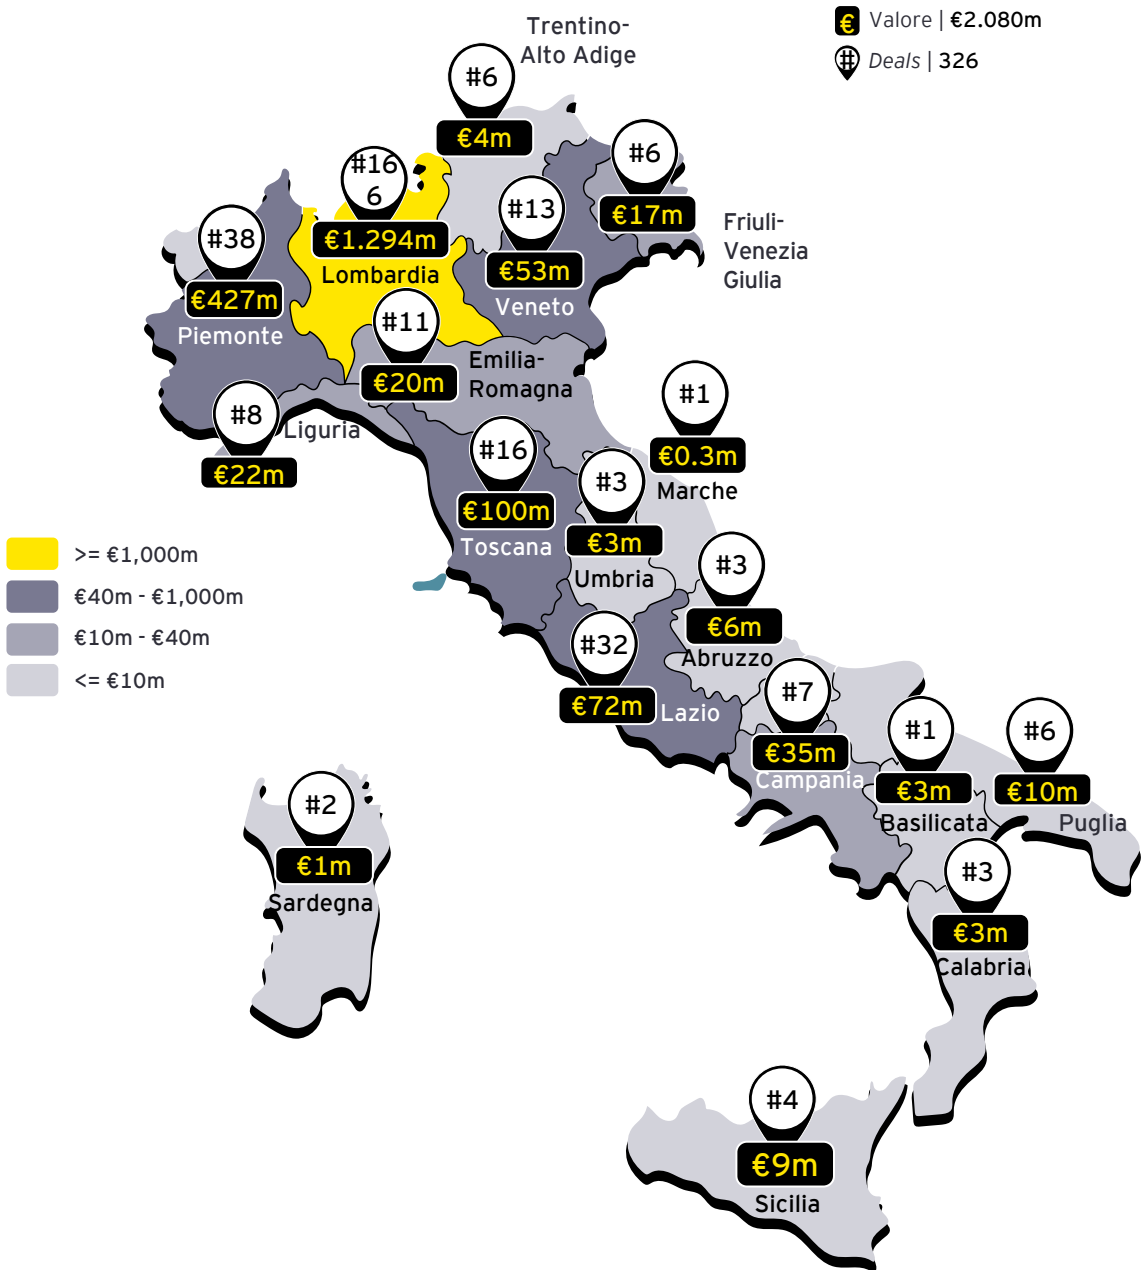 Trentino-
Alto Adige
€ Valore | €2.080m
# Deals | 326
#6
€4m
#16
6
€1.294m
Lombardia
#6
€17m
Friuli-
Venezia
Giulia
#13
€53m
Veneto
#38
€427m
Piemonte
#11
€20m
Emilia-
Romagna
#8
€22m
Liguria
#1
€0.3m
Marche
#16
€100m
Toscana
#3
€3m
Umbria
>= €1,000m
€40m - €1,000m
€10m - €40m
<= €10m
#3
€6m
Abruzzo
#32
€72m
Lazio
#7
€35m
Campania
#1
€3m
Basilicata
#6
€10m
Puglia
#2
€1m
Sardegna
#3
€3m
Calabria
#4
€9m
Sicilia